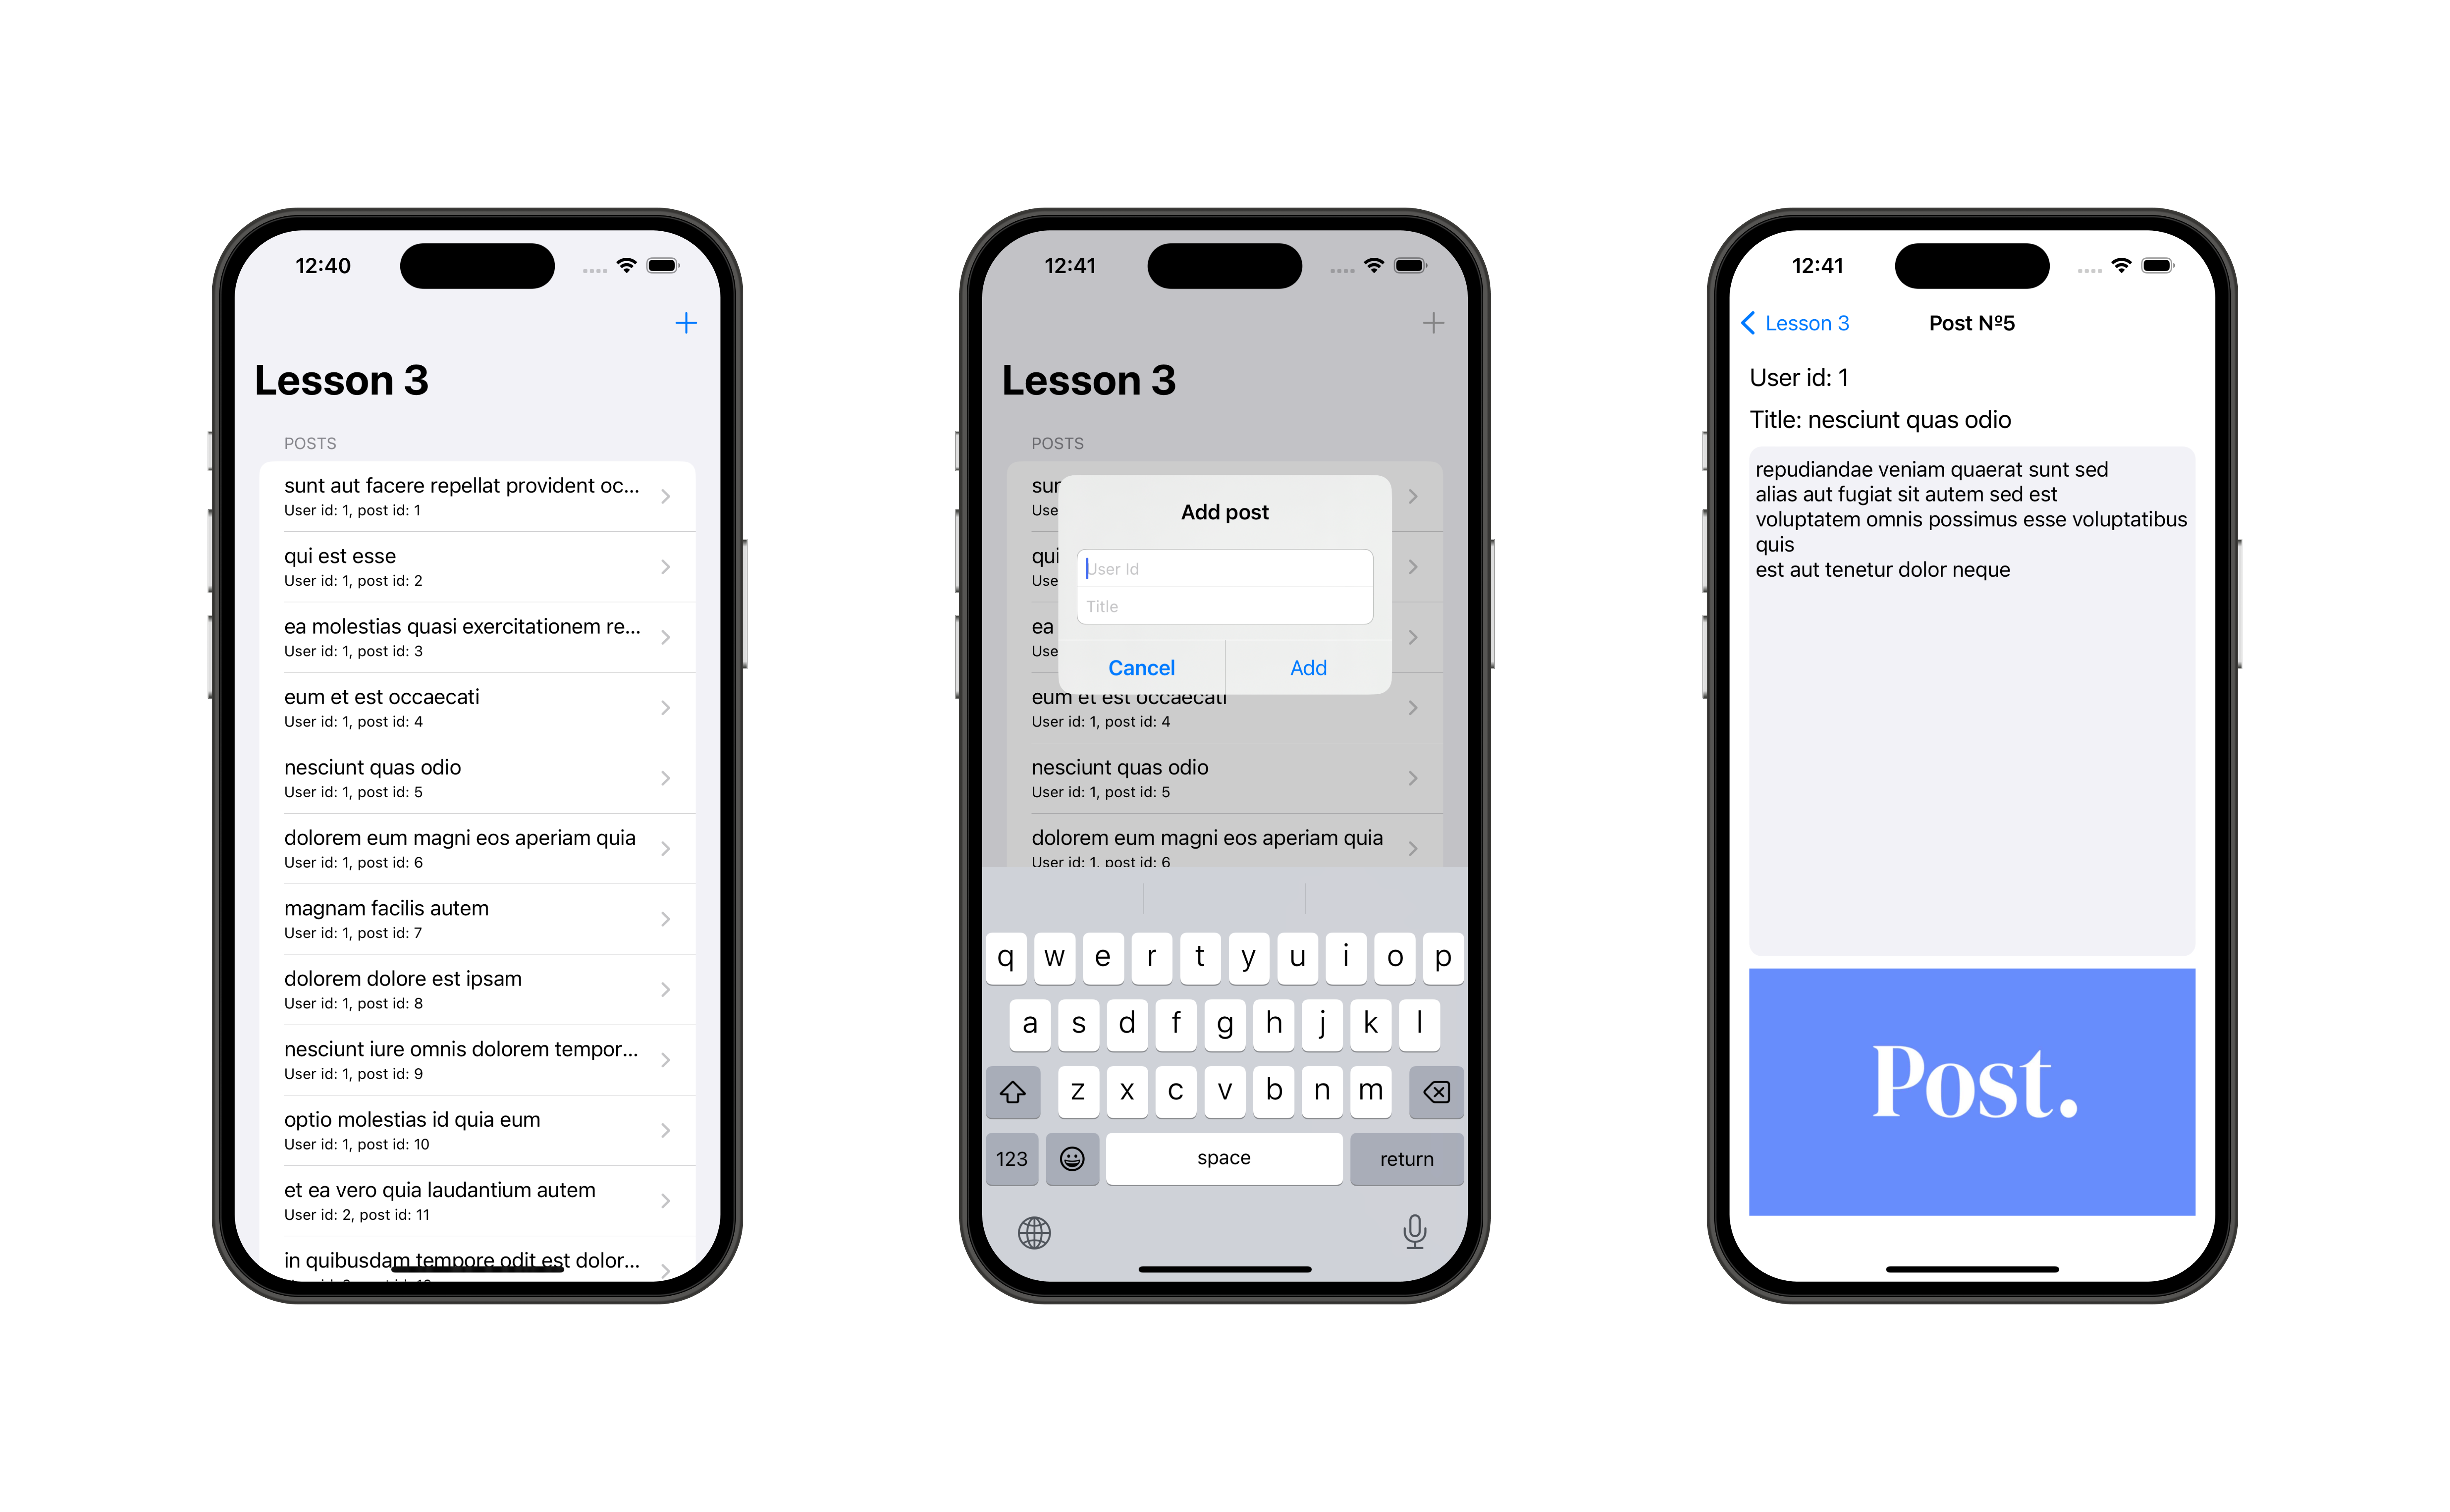 12:40
Lesson 3
POSTS
sunt aut facere repellat provident oc...
User id: 1, post id: 1
qui est esse
User id: 1, post id: 2
ea molestias quasi exercitationem re...
User id: 1, post id: 3
eum et est occaecati
User id: 1, post id: 4
nesciunt quas odio
User id: 1, post id: 5
dolorem eum magni eos aperiam quia
User id: 1, post id: 6
magnam facilis autem
User id: 1, post id: 7
dolorem dolore est ipsam
User id: 1, post id: 8
nesciunt iure omnis dolorem tempor...
User id: 1, post id: 9
optio molestias id quia eum
User id: 1, post id: 10
et ea vero quia laudantium autem
User id: 2, post id: 11
in quibusdam tempore odit est dolor...
12:41
Lesson 3
POSTS
sur
Use
qui
Use
ea
Use
Add post
User Id
Title
Cancel
Add
eum et est occaecati
User id: 1, post id: 4
nesciunt quas odio
User id: 1, post id: 5
dolorem eum magni eos aperiam quia
User id: 1, post id: 6
q w e r t y u i o p
a s d f g h j k l
z x c v b n m
123 space return
12:41
Lesson 3
Post №5
User id: 1
Title: nesciunt quas odio
repudiandae veniam quaerat sunt sed
alias aut fugiat sit autem sed est
voluptatem omnis possimus esse voluptatibus
quis
est aut tenetur dolor neque
Post.